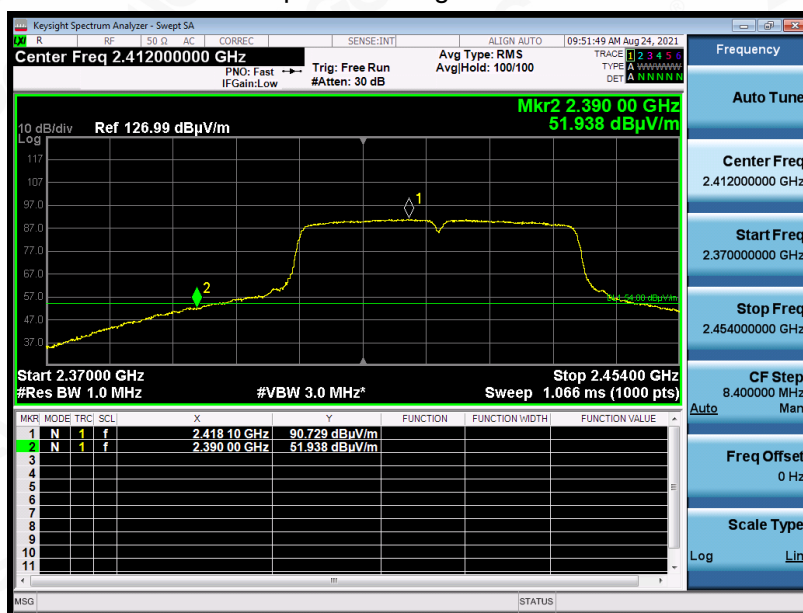 Keysight Spectrum Analyzer - Swept SA
LXI R RF 50 Ω AC CORREC SENSE:INT ALIGN AUTO 09:51:49 AM Aug 24, 2021
Center Freq 2.412000000 GHz
PNO: Fast
IFGain:Low
Trig: Free Run
#Atten: 30 dB
Avg Type: RMS
Avg|Hold: 100/100
TRACE 1 2 3 4 5 6
TYPE A WWWWW
DET A N N N N N
Mkr2 2.390 00 GHz
51.938 dBµV/m
10 dB/div Ref 126.99 dBµV/m
Log
117
107
97.0
87.0
77.0
67.0
57.0
47.0
37.0
1
2
54.00 dBµV/m
Start 2.37000 GHz Stop 2.45400 GHz
#Res BW 1.0 MHz #VBW 3.0 MHz* Sweep 1.066 ms (1000 pts)
MKR MODE TRC SCL X Y FUNCTION FUNCTION WIDTH FUNCTION VALUE
1 N 1 f 2.418 10 GHz 90.729 dBµV/m
2 N 1 f 2.390 00 GHz 51.938 dBµV/m
3
4
5
6
7
8
9
10
11
MSG STATUS
Frequency
Auto Tune
Center Freq
2.412000000 GHz
Start Freq
2.370000000 GHz
Stop Freq
2.454000000 GHz
CF Step
8.400000 MHz
Auto Man
Freq Offset
0 Hz
Scale Type
Log Lin